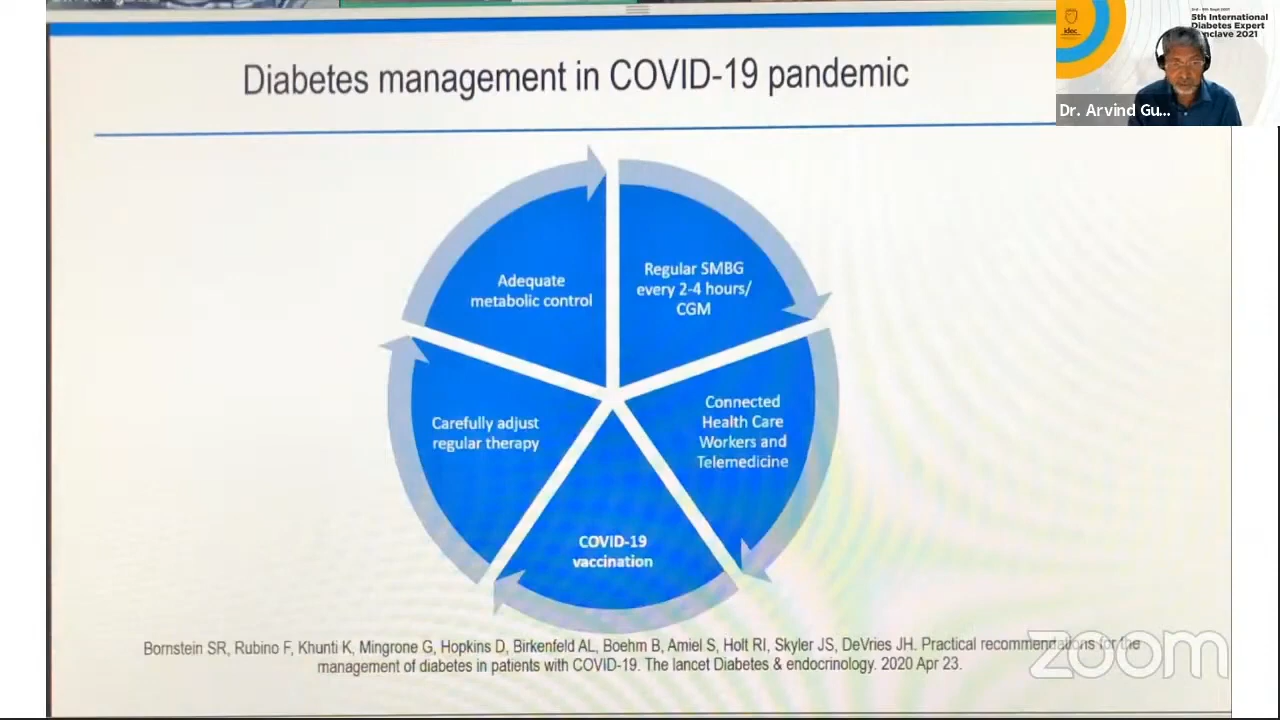 Diabetes management in COVID-19 pandemic
5th International
Diabetes Expert
idec
Dr. Arvind Gu...
Adequate
metabolic control
Regular SMBG
every 2-4 hours/
CGM
Connected
Health Care
Workers and
Telemedicine
COVID-19
vaccination
Carefully adjust
regular therapy
Bornstein SR, Rubino F, Khunti K, Mingrone G, Hopkins D, Birkenfeld AL, Boehm B, Amiel S, Holt RI, Skyler JS, DeVries JH. Practical recommendations for the
management of diabetes in patients with COVID-19. The lancet Diabetes & endocrinology. 2020 Apr 23.
zoom